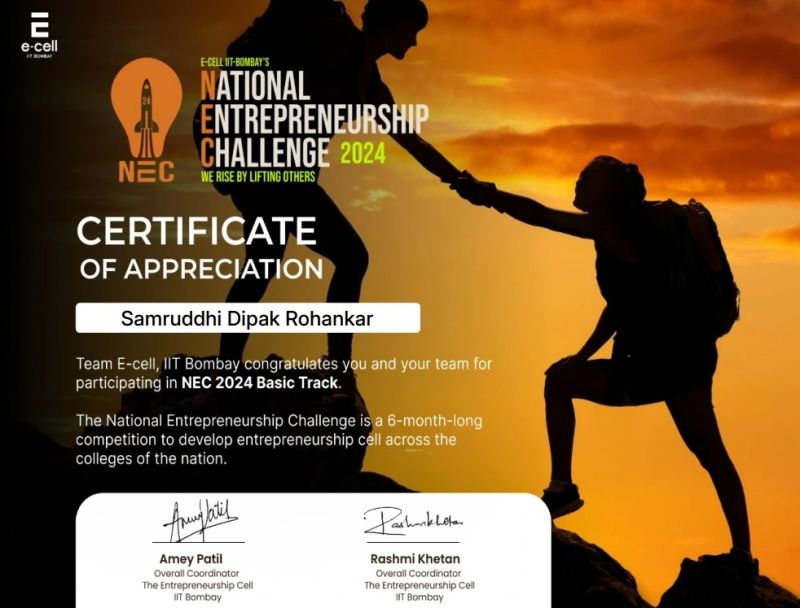 e-cell
IIT BOMBAY
E-CELL IIT-BOMBAY'S
NATIONAL
ENTREPRENEURSHIP
CHALLENGE 2024
WE RISE BY LIFTING OTHERS
24
NEC
CERTIFICATE
OF APPRECIATION
Samruddhi Dipak Rohankar
Team E-cell, IIT Bombay congratulates you and your team for
participating in NEC 2024 Basic Track.
The National Entrepreneurship Challenge is a 6-month-long
competition to develop entrepreneurship cell across the
colleges of the nation.
Amey Patil
Rashmi Khetan
Overall Coordinator
Overall Coordinator
The Entrepreneurship Cell
The Entrepreneurship Cell
IIT Bombay
IIT Bombay